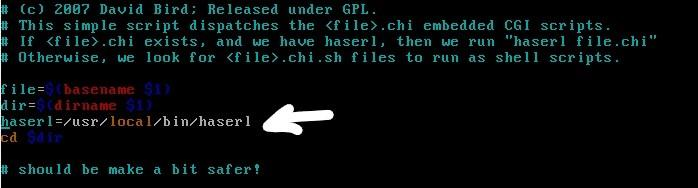 # (c) 2007 David Bird; Released under GPL.
# This simple script dispatches the <file>.chi embedded CGI scripts.
# If <file>.chi exists, and we have haserl, then we run "haserl file.chi"
# Otherwise, we look for <file>.chi.sh files to run as shell scripts.
file=$(basename $1)
dir=$(dirname $1)
haserl=/usr/local/bin/haserl
cd $dir
# should be make a bit safer!